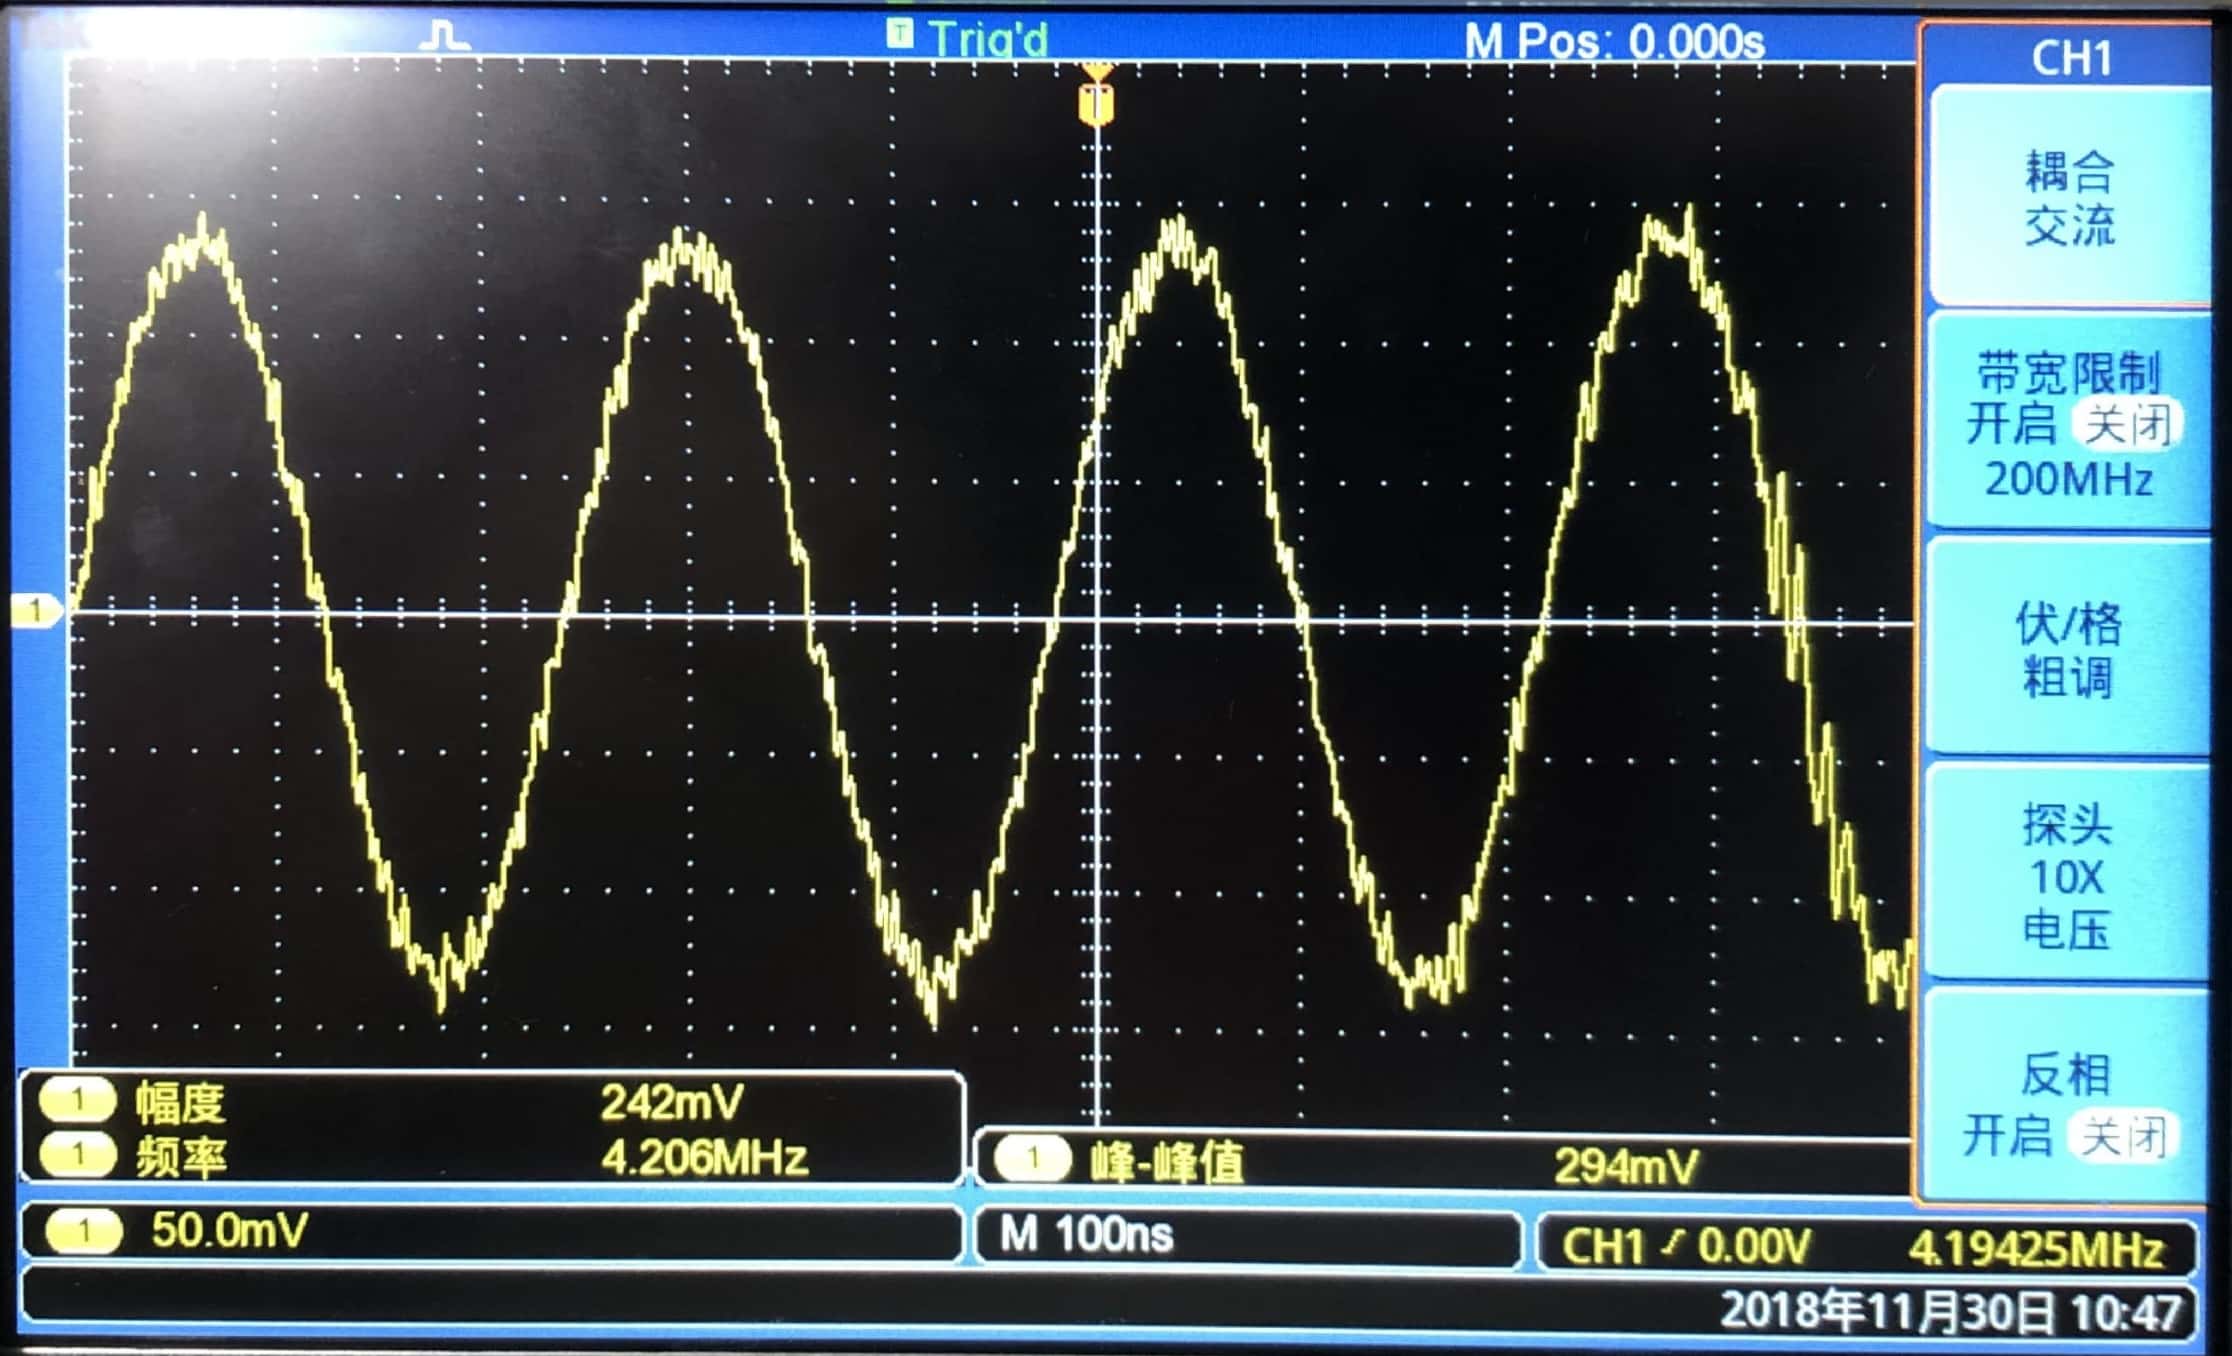 T Trig'd
M Pos: 0.000s
CH1
T
耦合
交流
带宽限制
开启 关闭
200MHz
1
伏/格
粗调
探头
10X
电压
反相
开启 关闭
1 幅度 242mV
1 频率 4.206MHz
1 峰-峰值 294mV
1 50.0mV
M 100ns
CH1 0.00V 4.19425MHz
2018年11月30日 10:47